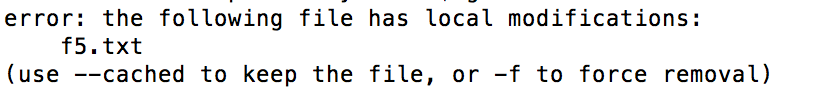 error: the following file has local modifications:
    f5.txt
(use --cached to keep the file, or -f to force removal)